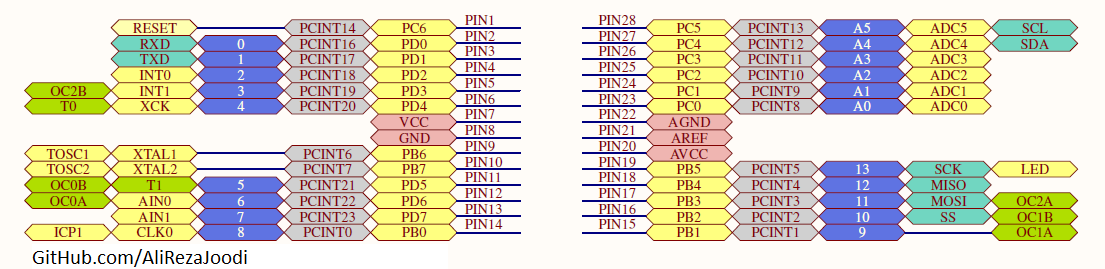 RESET PCINT14 PC6 PIN1 PIN28 PC5 PCINT13 A5 ADC5 SCL
RXD 0 PCINT16 PD0 PIN2 PIN27 PC4 PCINT12 A4 ADC4 SDA
TXD 1 PCINT17 PD1 PIN3 PIN26 PC3 PCINT11 A3 ADC3
INT0 2 PCINT18 PD2 PIN4 PIN25 PC2 PCINT10 A2 ADC2
OC2B INT1 3 PCINT19 PD3 PIN5 PIN24 PC1 PCINT9 A1 ADC1
T0 XCK 4 PCINT20 PD4 PIN6 PIN23 PC0 PCINT8 A0 ADC0
VCC PIN7 PIN22 AGND
GND PIN8 PIN21 AREF
TOSC1 XTAL1 PCINT6 PB6 PIN9 PIN20 AVCC
TOSC2 XTAL2 PCINT7 PB7 PIN10 PIN19 PB5 PCINT5 13 SCK LED
OC0B T1 5 PCINT21 PD5 PIN11 PIN18 PB4 PCINT4 12 MISO
OC0A AIN0 6 PCINT22 PD6 PIN12 PIN17 PB3 PCINT3 11 MOSI OC2A
AIN1 7 PCINT23 PD7 PIN13 PIN16 PB2 PCINT2 10 SS OC1B
ICP1 CLK0 8 PCINT0 PB0 PIN14 PIN15 PB1 PCINT1 9 OC1A
GitHub.com/AliRezaJoodi